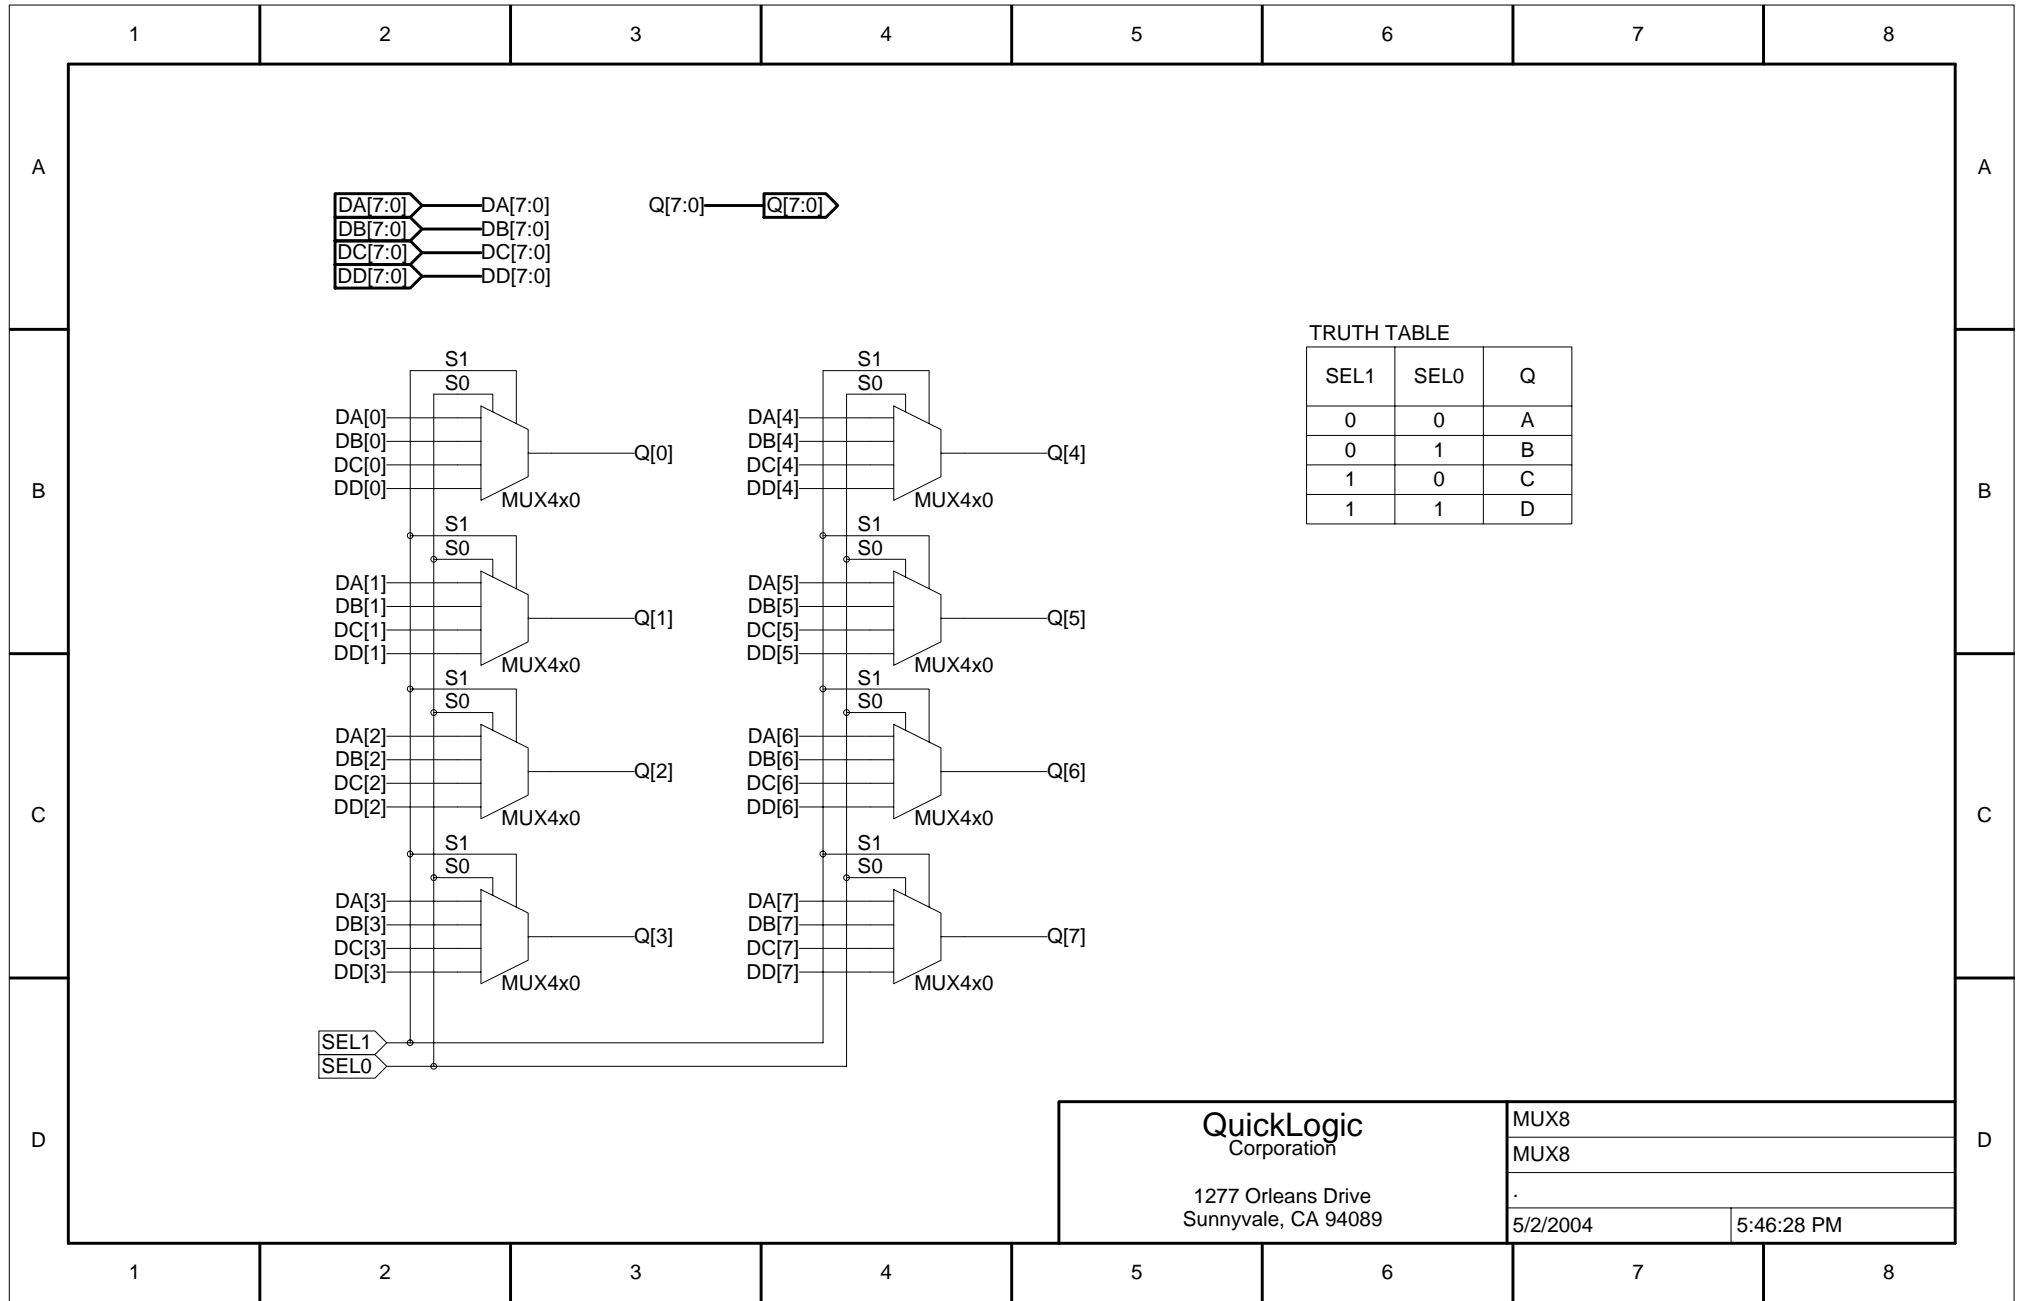 1 2 3 4 5 6 7 8
A A
DA[7:0] DA[7:0] Q[7:0] Q[7:0]
DB[7:0] DB[7:0]
DC[7:0] DC[7:0]
DD[7:0] DD[7:0]
TRUTH TABLE
SEL1 SEL0 Q
0 0 A
0 1 B
1 0 C
1 1 D
S1
S0
DA[0]
DB[0]
Q[0]
DC[0]
DD[0]
MUX4x0
S1
S0
DA[4]
DB[4]
Q[4]
DC[4]
DD[4]
MUX4x0
B B
S1
S0
DA[1]
DB[1]
Q[1]
DC[1]
DD[1]
MUX4x0
S1
S0
DA[5]
DB[5]
Q[5]
DC[5]
DD[5]
MUX4x0
S1
S0
DA[2]
DB[2]
Q[2]
DC[2]
DD[2]
MUX4x0
S1
S0
DA[6]
DB[6]
Q[6]
DC[6]
DD[6]
MUX4x0
C C
S1
S0
DA[3]
DB[3]
Q[3]
DC[3]
DD[3]
MUX4x0
S1
S0
DA[7]
DB[7]
Q[7]
DC[7]
DD[7]
MUX4x0
SEL1
SEL0
D D
QuickLogic
Corporation
1277 Orleans Drive
Sunnyvale, CA 94089
MUX8
MUX8
.
5/2/2004 5:46:28 PM
1 2 3 4 5 6 7 8